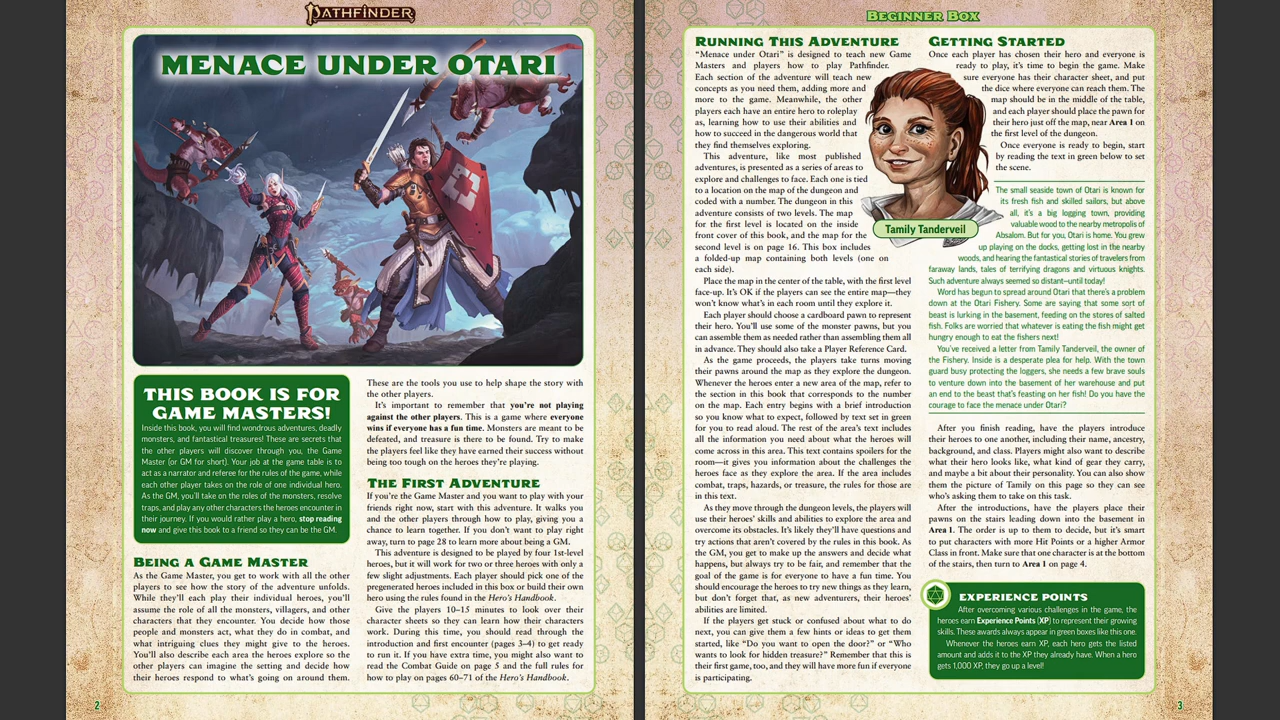 PATHFINDER
MENACE UNDER OTARI
THIS BOOK IS FOR
GAME MASTERS!
Inside this book, you'll find wondrous adventures, deadly
monsters, and fantastical treasures! These are secrets that
the other players will discover through you, the Game
Master (or GM for short). Your job at the game table is to
act as a narrator and referee for the rules of the game, while
each other player takes on the role of one individual hero.
As the GM, you'll take on the roles of the monsters, resolve
traps, and play any other characters the heroes encounter in
their journey. If you would rather play a hero, stop reading
now and give this book to a friend so they can be the GM.
BEING A GAME MASTER
As the Game Master, you get to work with all the other
players to see how the story of the adventure unfolds.
While they'll each play their individual heroes, you'll
assume the role of all the monsters, villagers, and other
characters that they encounter. You decide how those
people and monsters act, what they do in combat, and
what intriguing clues they might give to the heroes.
You'll also describe each area the heroes explore so the
other players can imagine the setting and decide how
their heroes respond to what's going on around them.
These are the tools you use to help shape the story with
the other players.
It's important to remember that you're not playing
against the other players. This is a game where everyone
wins if everyone has a fun time. Monsters are meant to be
defeated, and treasure is there to be found. Try to make
the players feel like they have earned their success without
being too tough on the heroes they're playing.
THE FIRST ADVENTURE
If you're the Game Master and you want to play with your
friends right now, start with this adventure. It walks you
and the other players through how to play, giving you a
chance to learn together. If you don't want to play right
away, turn to page 28 to learn more about being a GM.
This adventure is designed to be played by four 1st-level
heroes, but it will work for two or three heroes with only a
few slight adjustments. Each player should pick one of the
pregenerated heroes included in this box or build their own
hero using the rules found in the Hero's Handbook.
Give the players 10–15 minutes to look over their
character sheets so they can learn how their characters
work. During this time, you should read through the
introduction and first encounter (pages 3–4) to get ready
to run it. If you have extra time, you might also want to
read the Combat Guide on page 5 and the full rules for
how to play on pages 60–71 of the Hero's Handbook.
2
BEGINNER BOX
RUNNING THIS ADVENTURE
"Menace under Otari" is designed to teach new Game
Masters and players how to play Pathfinder.
Each section of the adventure will teach new
concepts as you need them, adding more and
more to the game. Meanwhile, the other
players each have an entire hero to roleplay
as, learning how to use their abilities and
how to succeed in the dangerous world that
they find themselves exploring.
This adventure, like most published
adventures, is presented as a series of areas to
explore and challenges to face. Each one is tied
to a location on the map of the dungeon and
coded with a number. The dungeon in this
adventure consists of two levels. The map
for the first level is located on the inside
front cover of this book, and the map for the
second level is on page 16. This box includes
a folded-up map containing both levels (one on
each side).
Place the map in the center of the table, with the first level
face-up. It's OK if the players can see the entire map—they
won't know what's in each room until they explore it.
Each player should choose a cardboard pawn to represent
their hero. You'll use some of the monster pawns, but you
can assemble them as needed rather than assembling them all
in advance. They should also take a Player Reference Card.
As the game proceeds, the players take turns moving
their pawns around the map as they explore the dungeon.
Whenever the heroes enter a new area of the map, refer to
the section in this book that corresponds to the number
on the map. Each entry begins with a brief introduction
so you know what to expect, followed by text set in green
for you to read aloud. The rest of the area's text includes
all the information you need about what the heroes will
come across in this area. This text contains spoilers for the
room—it gives you information about the challenges the
heroes face as they explore the area. If the area includes
combat, traps, hazards, or treasure, the rules for those are
in this text.
As they move through the dungeon levels, the players will
use their heroes' skills and abilities to explore the area and
overcome its obstacles. It's likely they'll have questions and
try actions that aren't covered by the rules in this book. As
the GM, you get to make up the answers and decide what
happens, but always try to be fair, and remember that the
goal of the game is for everyone to have a fun time. You
should encourage the heroes to try new things as they learn,
but don't forget that, as new adventurers, their heroes'
abilities are limited.
If the players get stuck or confused about what to do
next, you can give them a few hints or ideas to get them
started, like "Do you want to open the door?" or "Who
wants to look for hidden treasure?" Remember that this is
their first game, too, and they will have more fun if everyone
is participating.
Tamily Tanderveil
GETTING STARTED
Once each player has chosen their hero and everyone is
ready to play, it's time to begin the game. Make
sure everyone has their character sheet, and put
the dice where everyone can reach them. The
map should be in the middle of the table,
and each player should place the pawn for
their hero just off the map, near Area 1 on
the first level of the dungeon.
Once everyone is ready to begin, start
by reading the text in green below to set
the scene.
The small seaside town of Otari is known for
its fresh fish and skilled sailors, but above
all, it's a big logging town, providing
valuable wood to the nearby metropolis of
Absalom. But for you, Otari is home. You grew
up playing on the docks, getting lost in the nearby
woods, and hearing the fantastical stories of travelers from
faraway lands, tales of terrifying dragons and virtuous knights.
Such adventure always seemed so distant—until today!
Word has begun to spread around Otari that there's a problem
down at the Otari Fishery. Some are saying that some sort of
beast is lurking in the basement, feeding on the stores of salted
fish. Folks are worried that whatever is eating the fish might get
hungry enough to eat the fishers next!
You've received a letter from Tamily Tanderveil, the owner of
the Fishery. Inside is a desperate plea for help. With the town
guard busy protecting the loggers, she needs a few brave souls
to venture down into the basement of her warehouse and put
an end to the beast that's feasting on her fish! Do you have the
courage to face the menace under Otari?
After you finish reading, have the players introduce
their heroes to one another, including their name, ancestry,
background, and class. Players might also want to describe
what their hero looks like, what kind of gear they carry,
and maybe a bit about their personality. You can also show
them the picture of Tamily on this page so they can see
who's asking them to take on this task.
After the introductions, have the players place their
pawns on the stairs leading down into the basement in
Area 1. The order is up to them to decide, but it's smart
to put characters with more Hit Points or a higher Armor
Class in front. Make sure that one character is at the bottom
of the stairs, then turn to Area 1 on page 4.
EXPERIENCE POINTS
After overcoming various challenges in the game, the
heroes earn Experience Points (XP) to represent their growing
skills. These awards always appear in green boxes like this one.
Whenever the heroes earn XP, each hero gets the listed
amount and adds it to the XP they already have. When a hero
gets 1,000 XP, they go up a level!
3